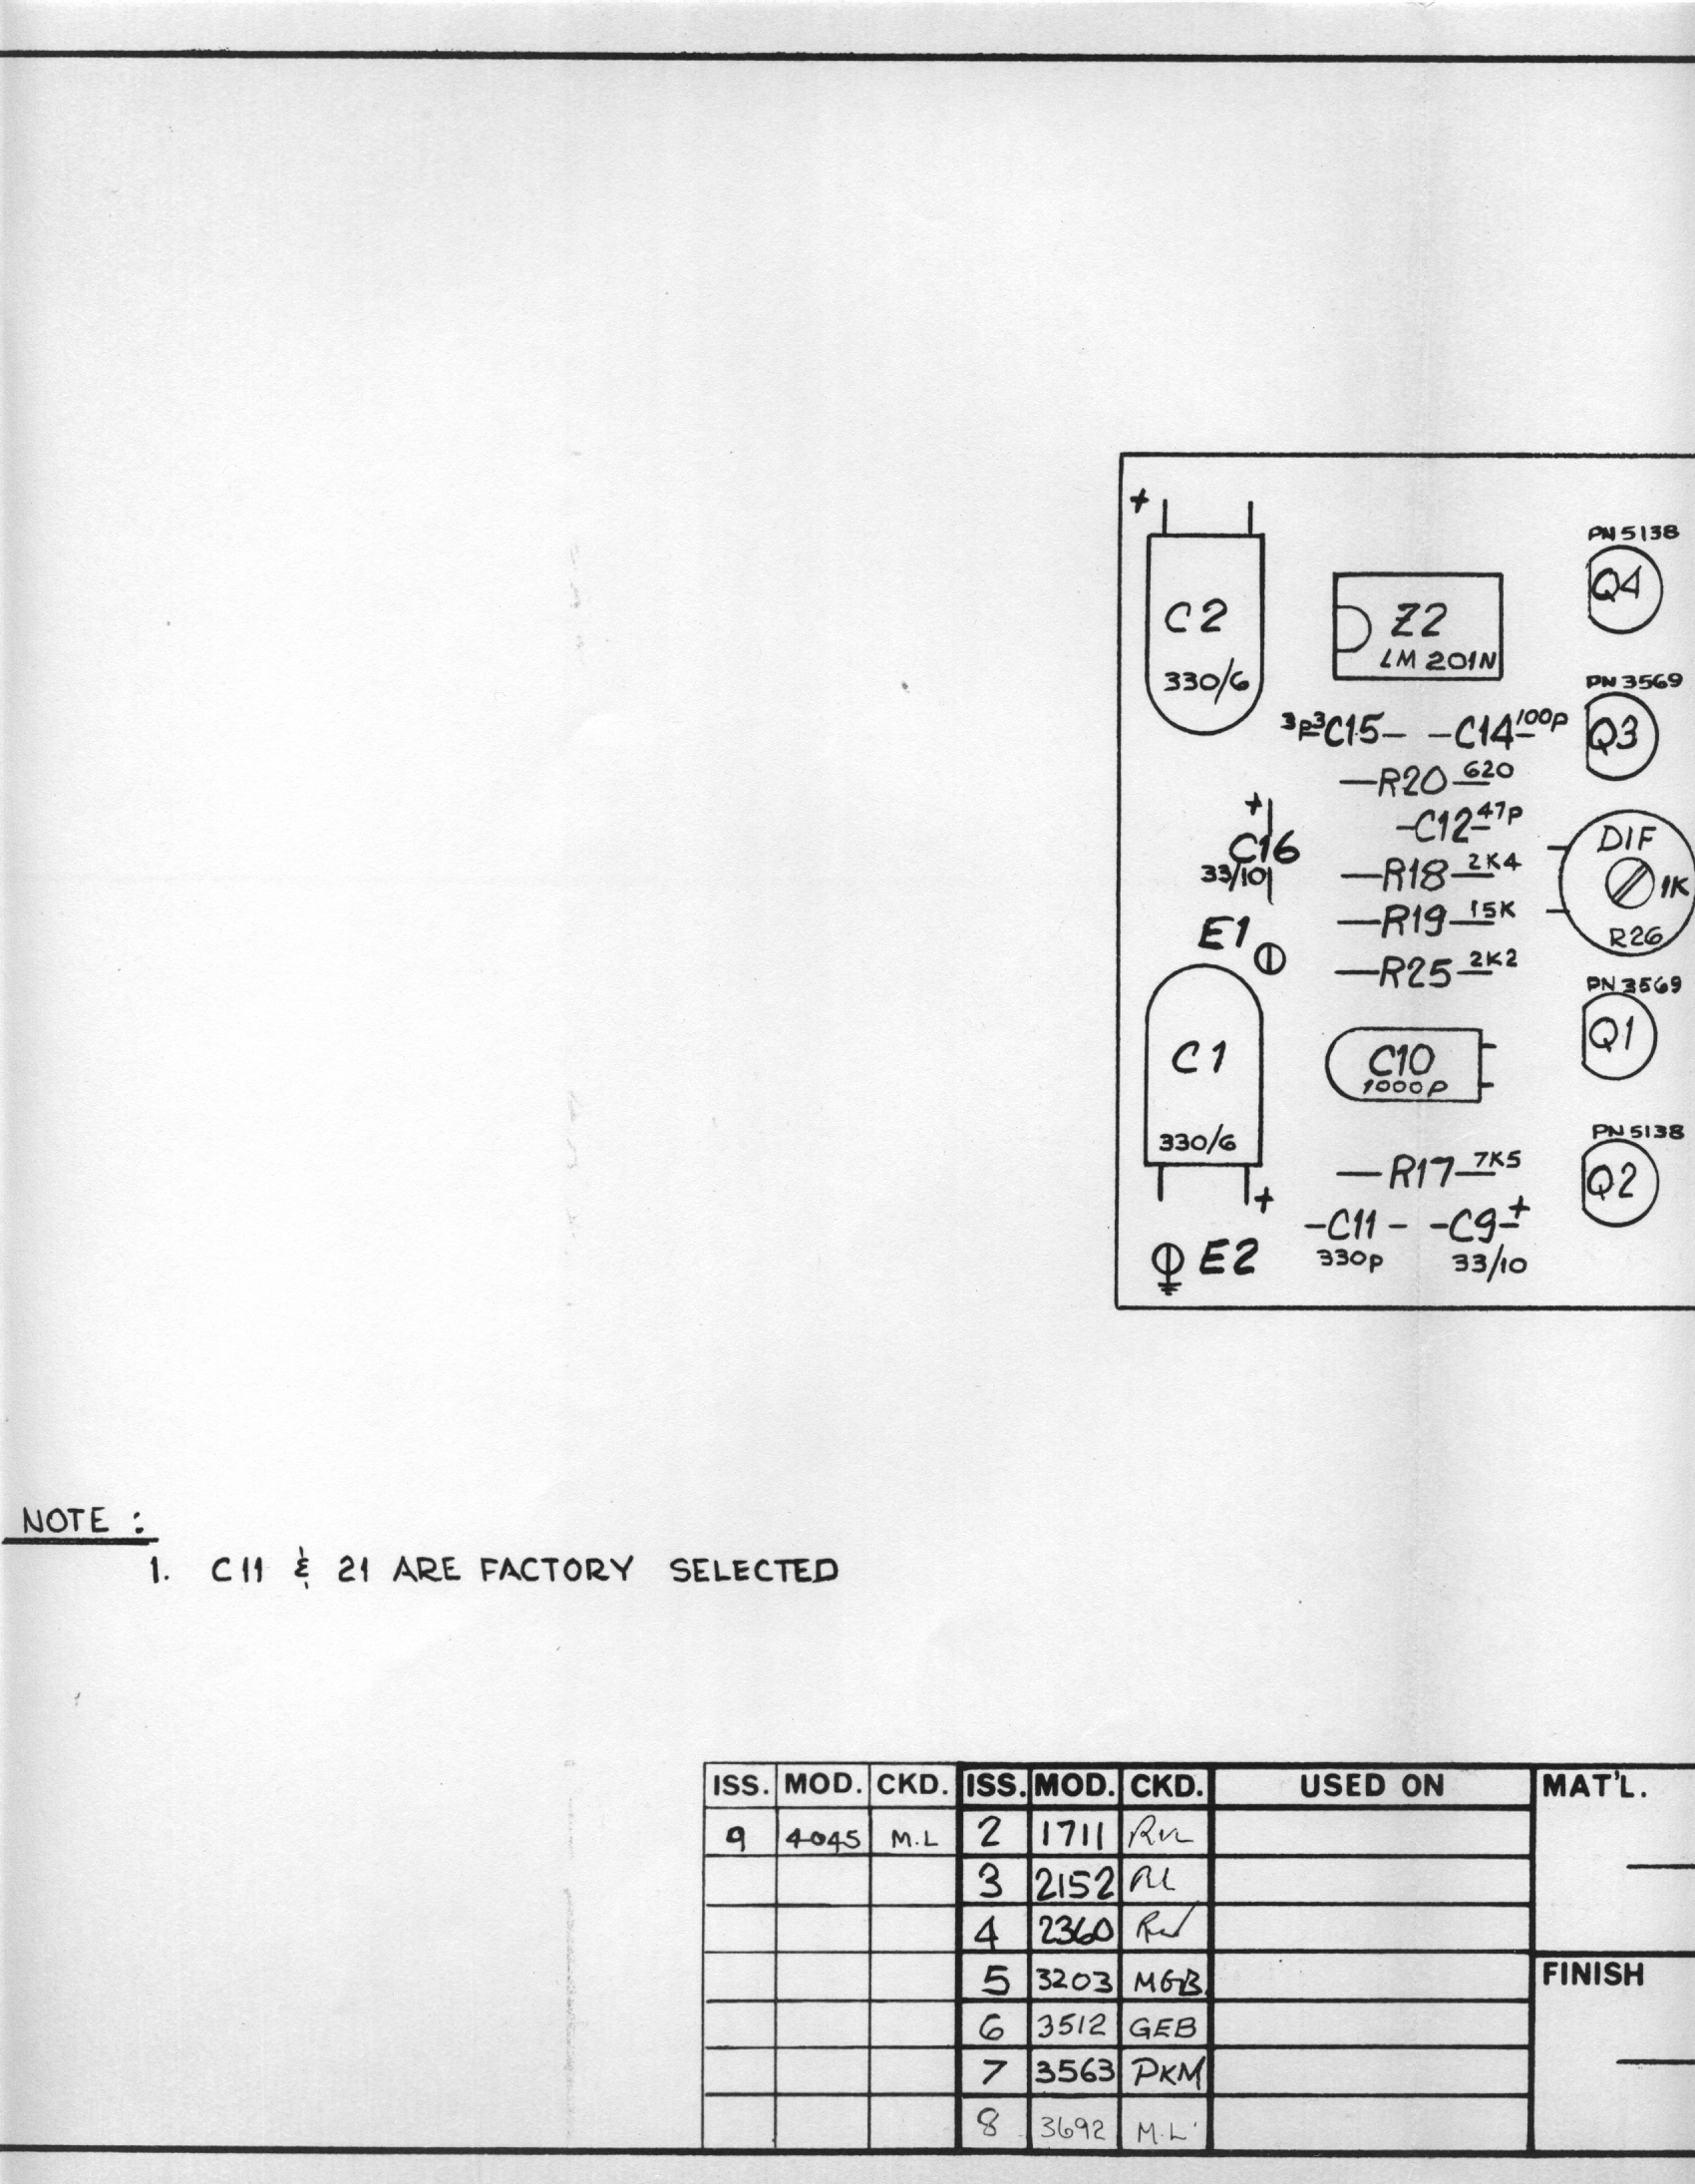 +
PN 5138
Q4
C2
330/6
Z2
LM 201N
PN 3569
Q3
3p3 C15 C14 100p
R20 620
C12 47P
+
C16
33/10
R18 2K4
R19 15K
R25 2K2
DIF
1K
R26
E1
PN 3569
Q1
C1
330/6
C10
1000P
PN 5138
Q2
R17 7K5
+
C11 C9 +
330p 33/10
E2
NOTE :
1. C11 & 21 ARE FACTORY SELECTED
ISS. MOD. CKD. ISS. MOD. CKD. USED ON MAT'L.
9 4045 M.L 2 1711
3 2152
4 2360
5 3203 MGB FINISH
6 3512 GEB
7 3563 PKM
8 3692 M.L